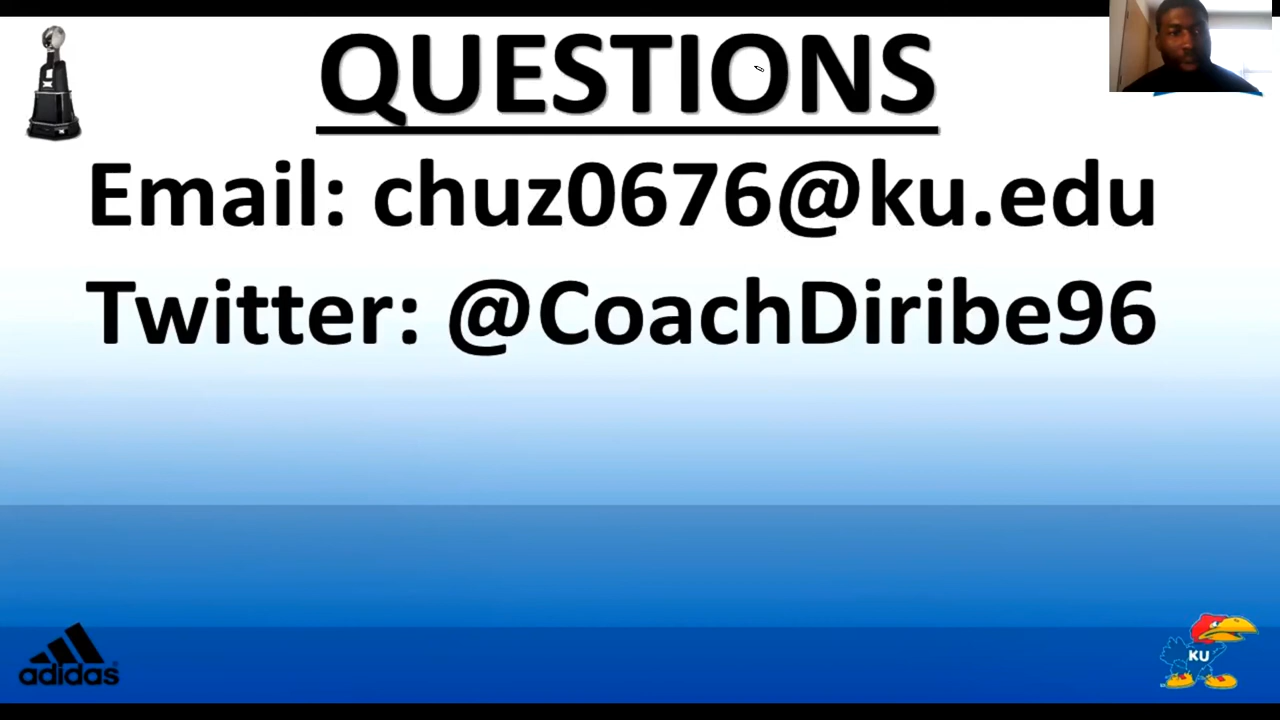 QUESTIONS
Email: chuz0676@ku.edu
Twitter: @CoachDiribe96
adidas
KU